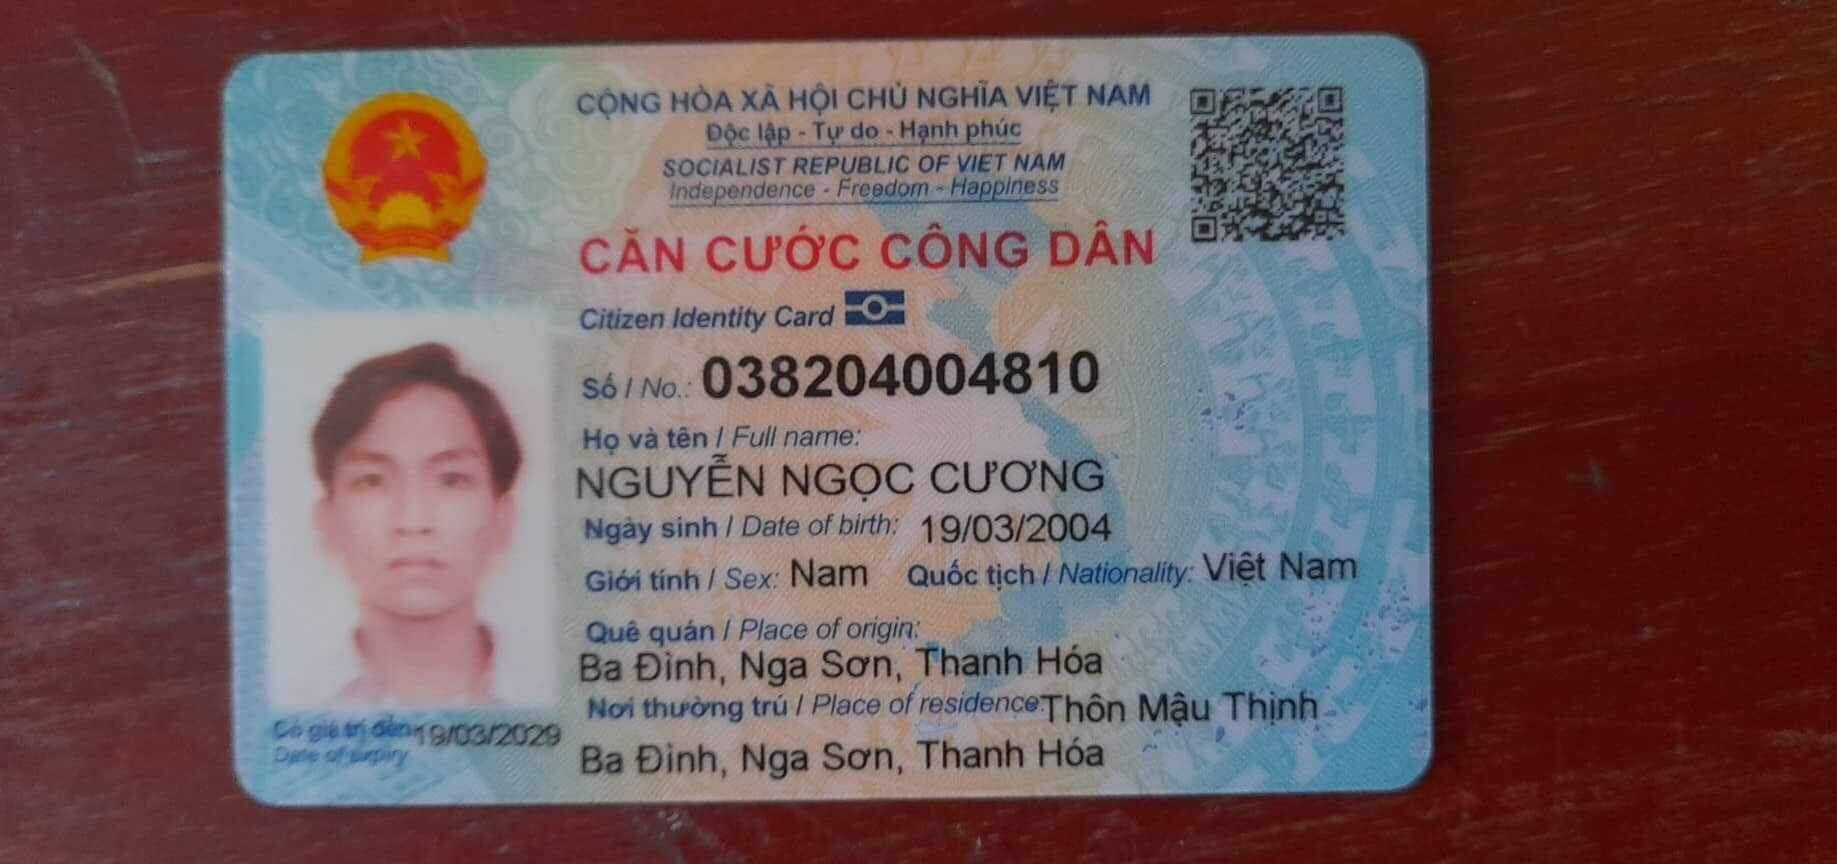 CỘNG HÒA XÃ HỘI CHỦ NGHĨA VIỆT NAM
Độc lập - Tự do - Hạnh phúc
SOCIALIST REPUBLIC OF VIET NAM
Independence - Freedom - Happiness
CĂN CƯỚC CÔNG DÂN
Citizen Identity Card
Số / No.: 038204004810
Họ và tên / Full name:
NGUYỄN NGỌC CƯƠNG
Ngày sinh / Date of birth: 19/03/2004
Giới tính / Sex: Nam Quốc tịch / Nationality: Việt Nam
Quê quán / Place of origin:
Ba Đình, Nga Sơn, Thanh Hóa
Nơi thường trú / Place of residence: Thôn Mậu Thịnh
Ba Đình, Nga Sơn, Thanh Hóa
Có giá trị đến: 19/03/2029
Date of expiry